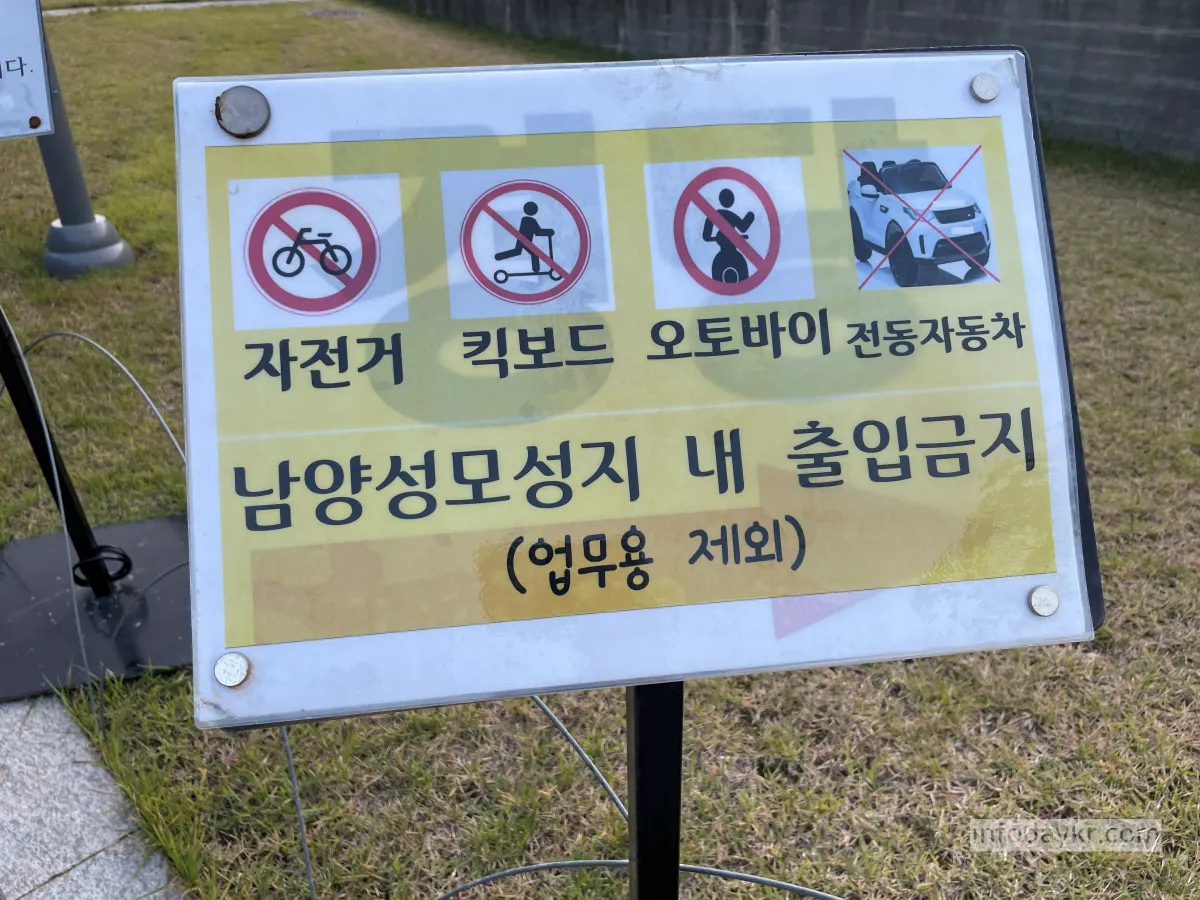 다.
자전거 킥보드 오토바이 전동자동차
남양성모성지 내 출입금지
(업무용 제외)
infodaykr.com